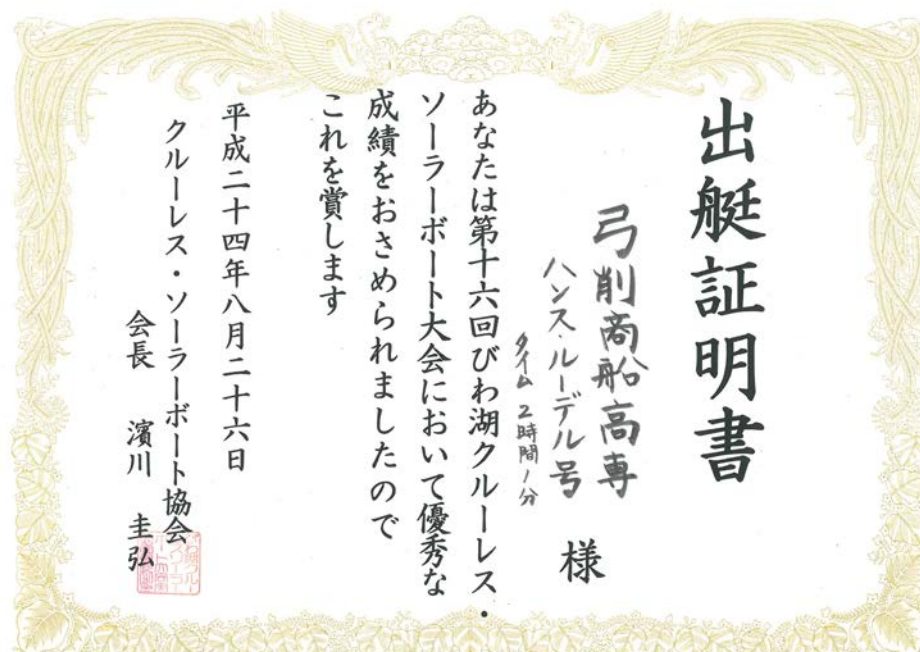 出艇証明書
弓削商船高専
ハンス・ルーデル号
タイム 2時間1分
様
あなたは第十六回びわ湖クルーレス・
ソーラーボート大会において優秀な
成績をおさめられましたので
これを賞します
平成二十四年八月二十六日
クルーレス・ソーラーボート協会
会長 濱川 圭弘